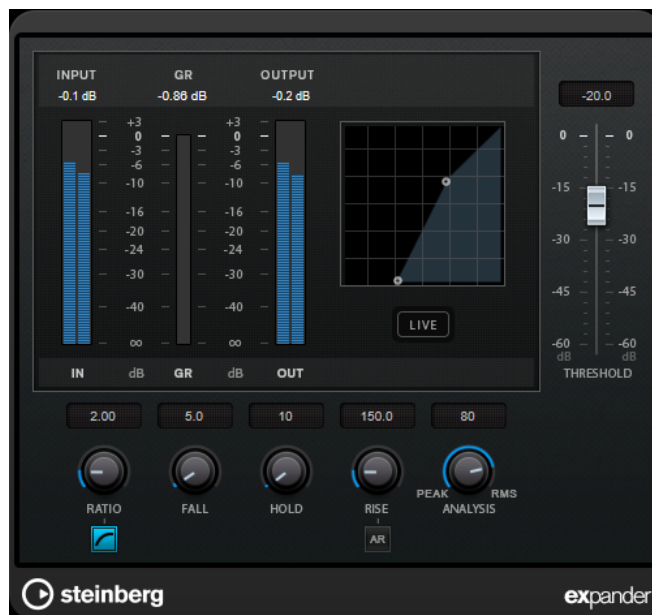 INPUT GR OUTPUT
-0.1 dB -0.86 dB -0.2 dB
-20.0
+3 +3
0 0
-3 -3
-6 -6
-10 -10
-16 -16
-20 -20
-24 -24
-30 -30
-40 -40
∞ ∞
0 0
-15 -15
-30 -30
-45 -45
-60 -60
dB dB
THRESHOLD
LIVE
IN dB GR dB OUT
2.00 5.0 10 150.0 80
PEAK RMS
RATIO FALL HOLD RISE ANALYSIS
AR
steinberg expander